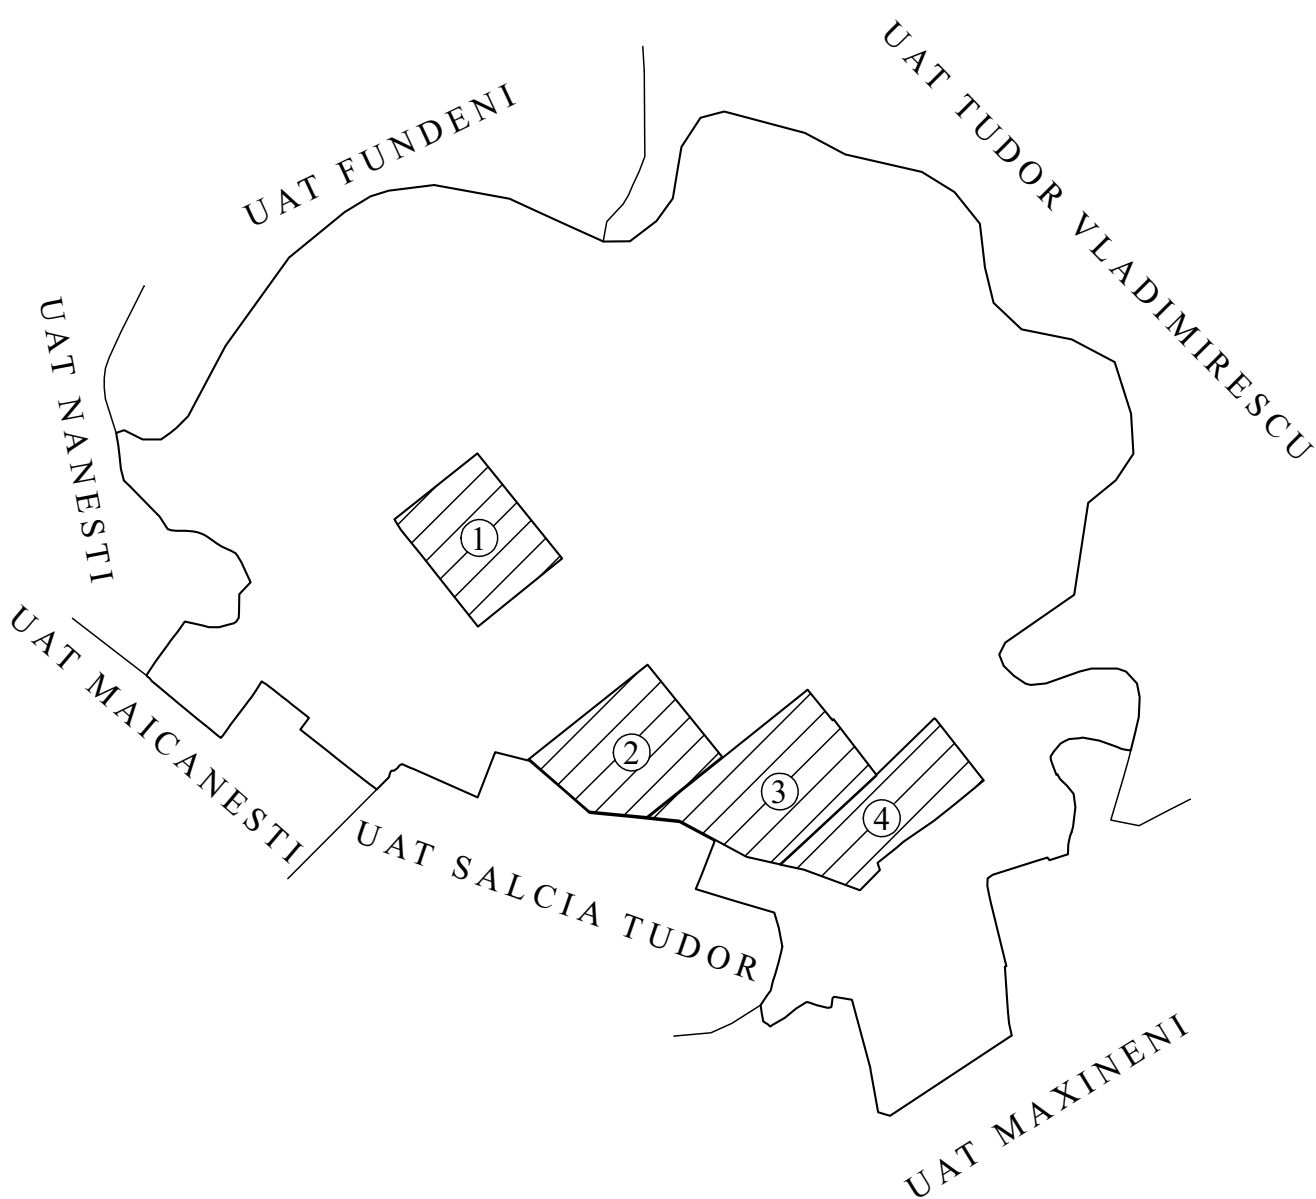 UAT FUNDENI
UAT TUDOR VLADIMIRESCU
UAT NANESTI
1
UAT MAICANESTI
2
3
4
UAT SALCIA TUDOR
UAT MAXINENI